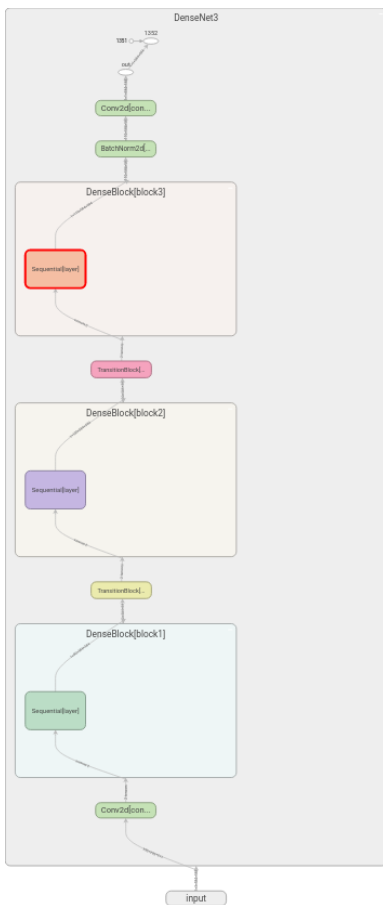 DenseNet3
1352
1351
out
Conv2d[con...
BatchNorm2d[...
DenseBlock[block3]
Sequential[layer]
TransitionBlock[...
DenseBlock[block2]
Sequential[layer]
TransitionBlock[...
DenseBlock[block1]
Sequential[layer]
Conv2d[con...
input